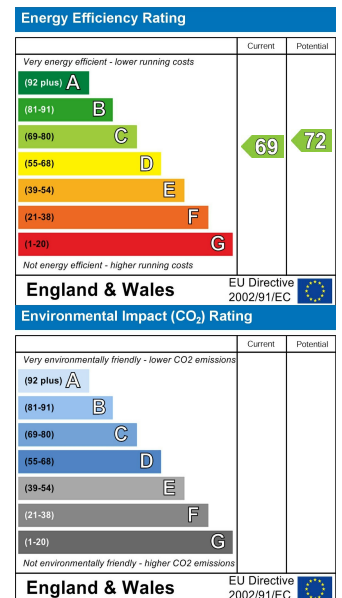 Energy Efficiency Rating
Current Potential
Very energy efficient - lower running costs
(92 plus) A
(81-91) B
(69-80) C
(55-68) D
(39-54) E
(21-38) F
(1-20) G
69 72
Not energy efficient - higher running costs
England & Wales
EU Directive
2002/91/EC
Environmental Impact (CO₂) Rating
Current Potential
Very environmentally friendly - lower CO2 emissions
(92 plus) A
(81-91) B
(69-80) C
(55-68) D
(39-54) E
(21-38) F
(1-20) G
Not environmentally friendly - higher CO2 emissions
England & Wales
EU Directive
2002/91/EC